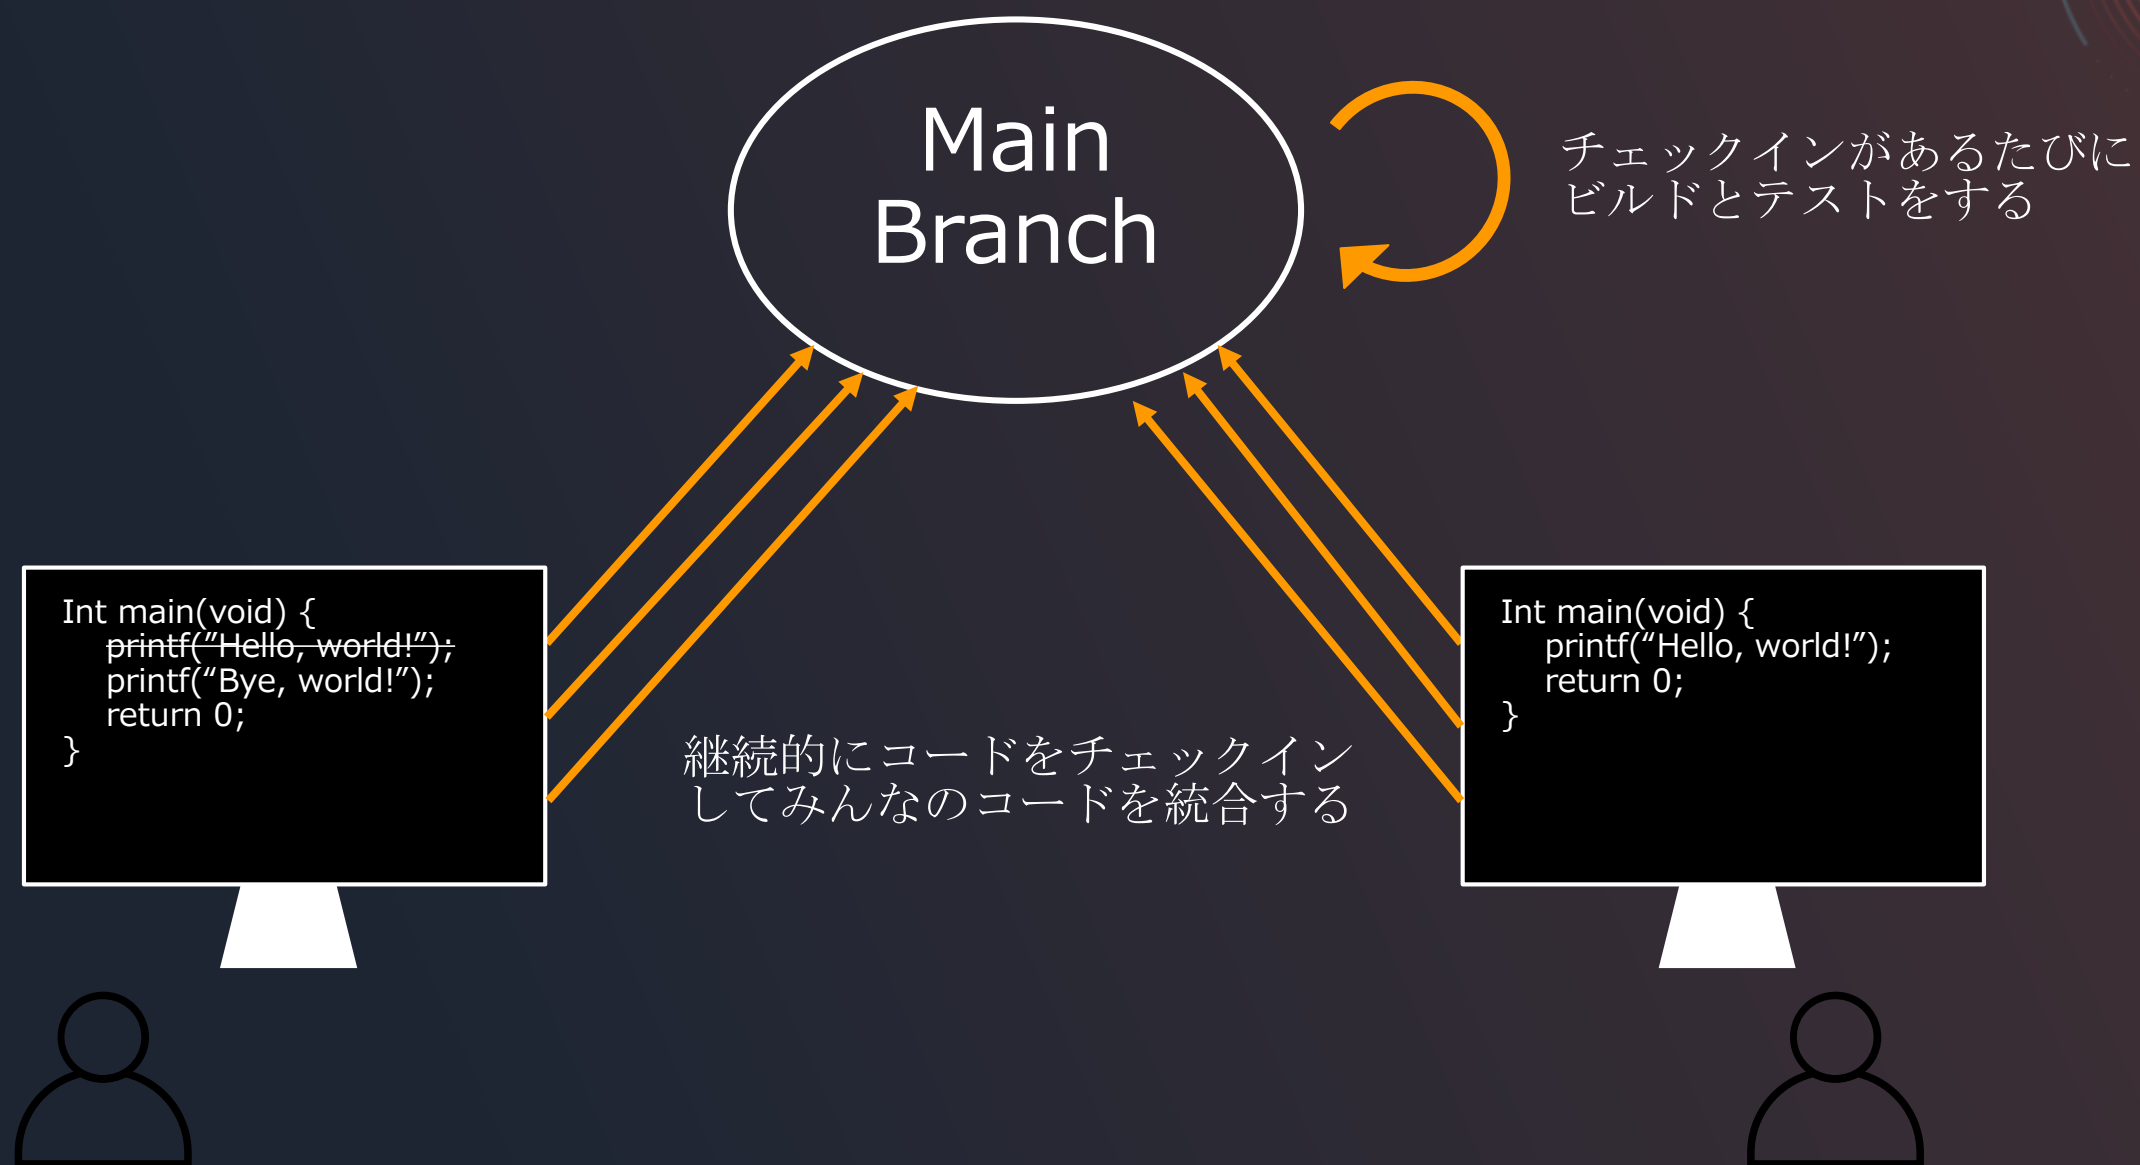 Main
Branch
チェックインがあるたびに
ビルドとテストをする
Int main(void) {
printf(”Hello, world!”);
printf(“Bye, world!”);
return 0;
}
継続的にコードをチェックイン
してみんなのコードを統合する
Int main(void) {
printf(“Hello, world!”);
return 0;
}